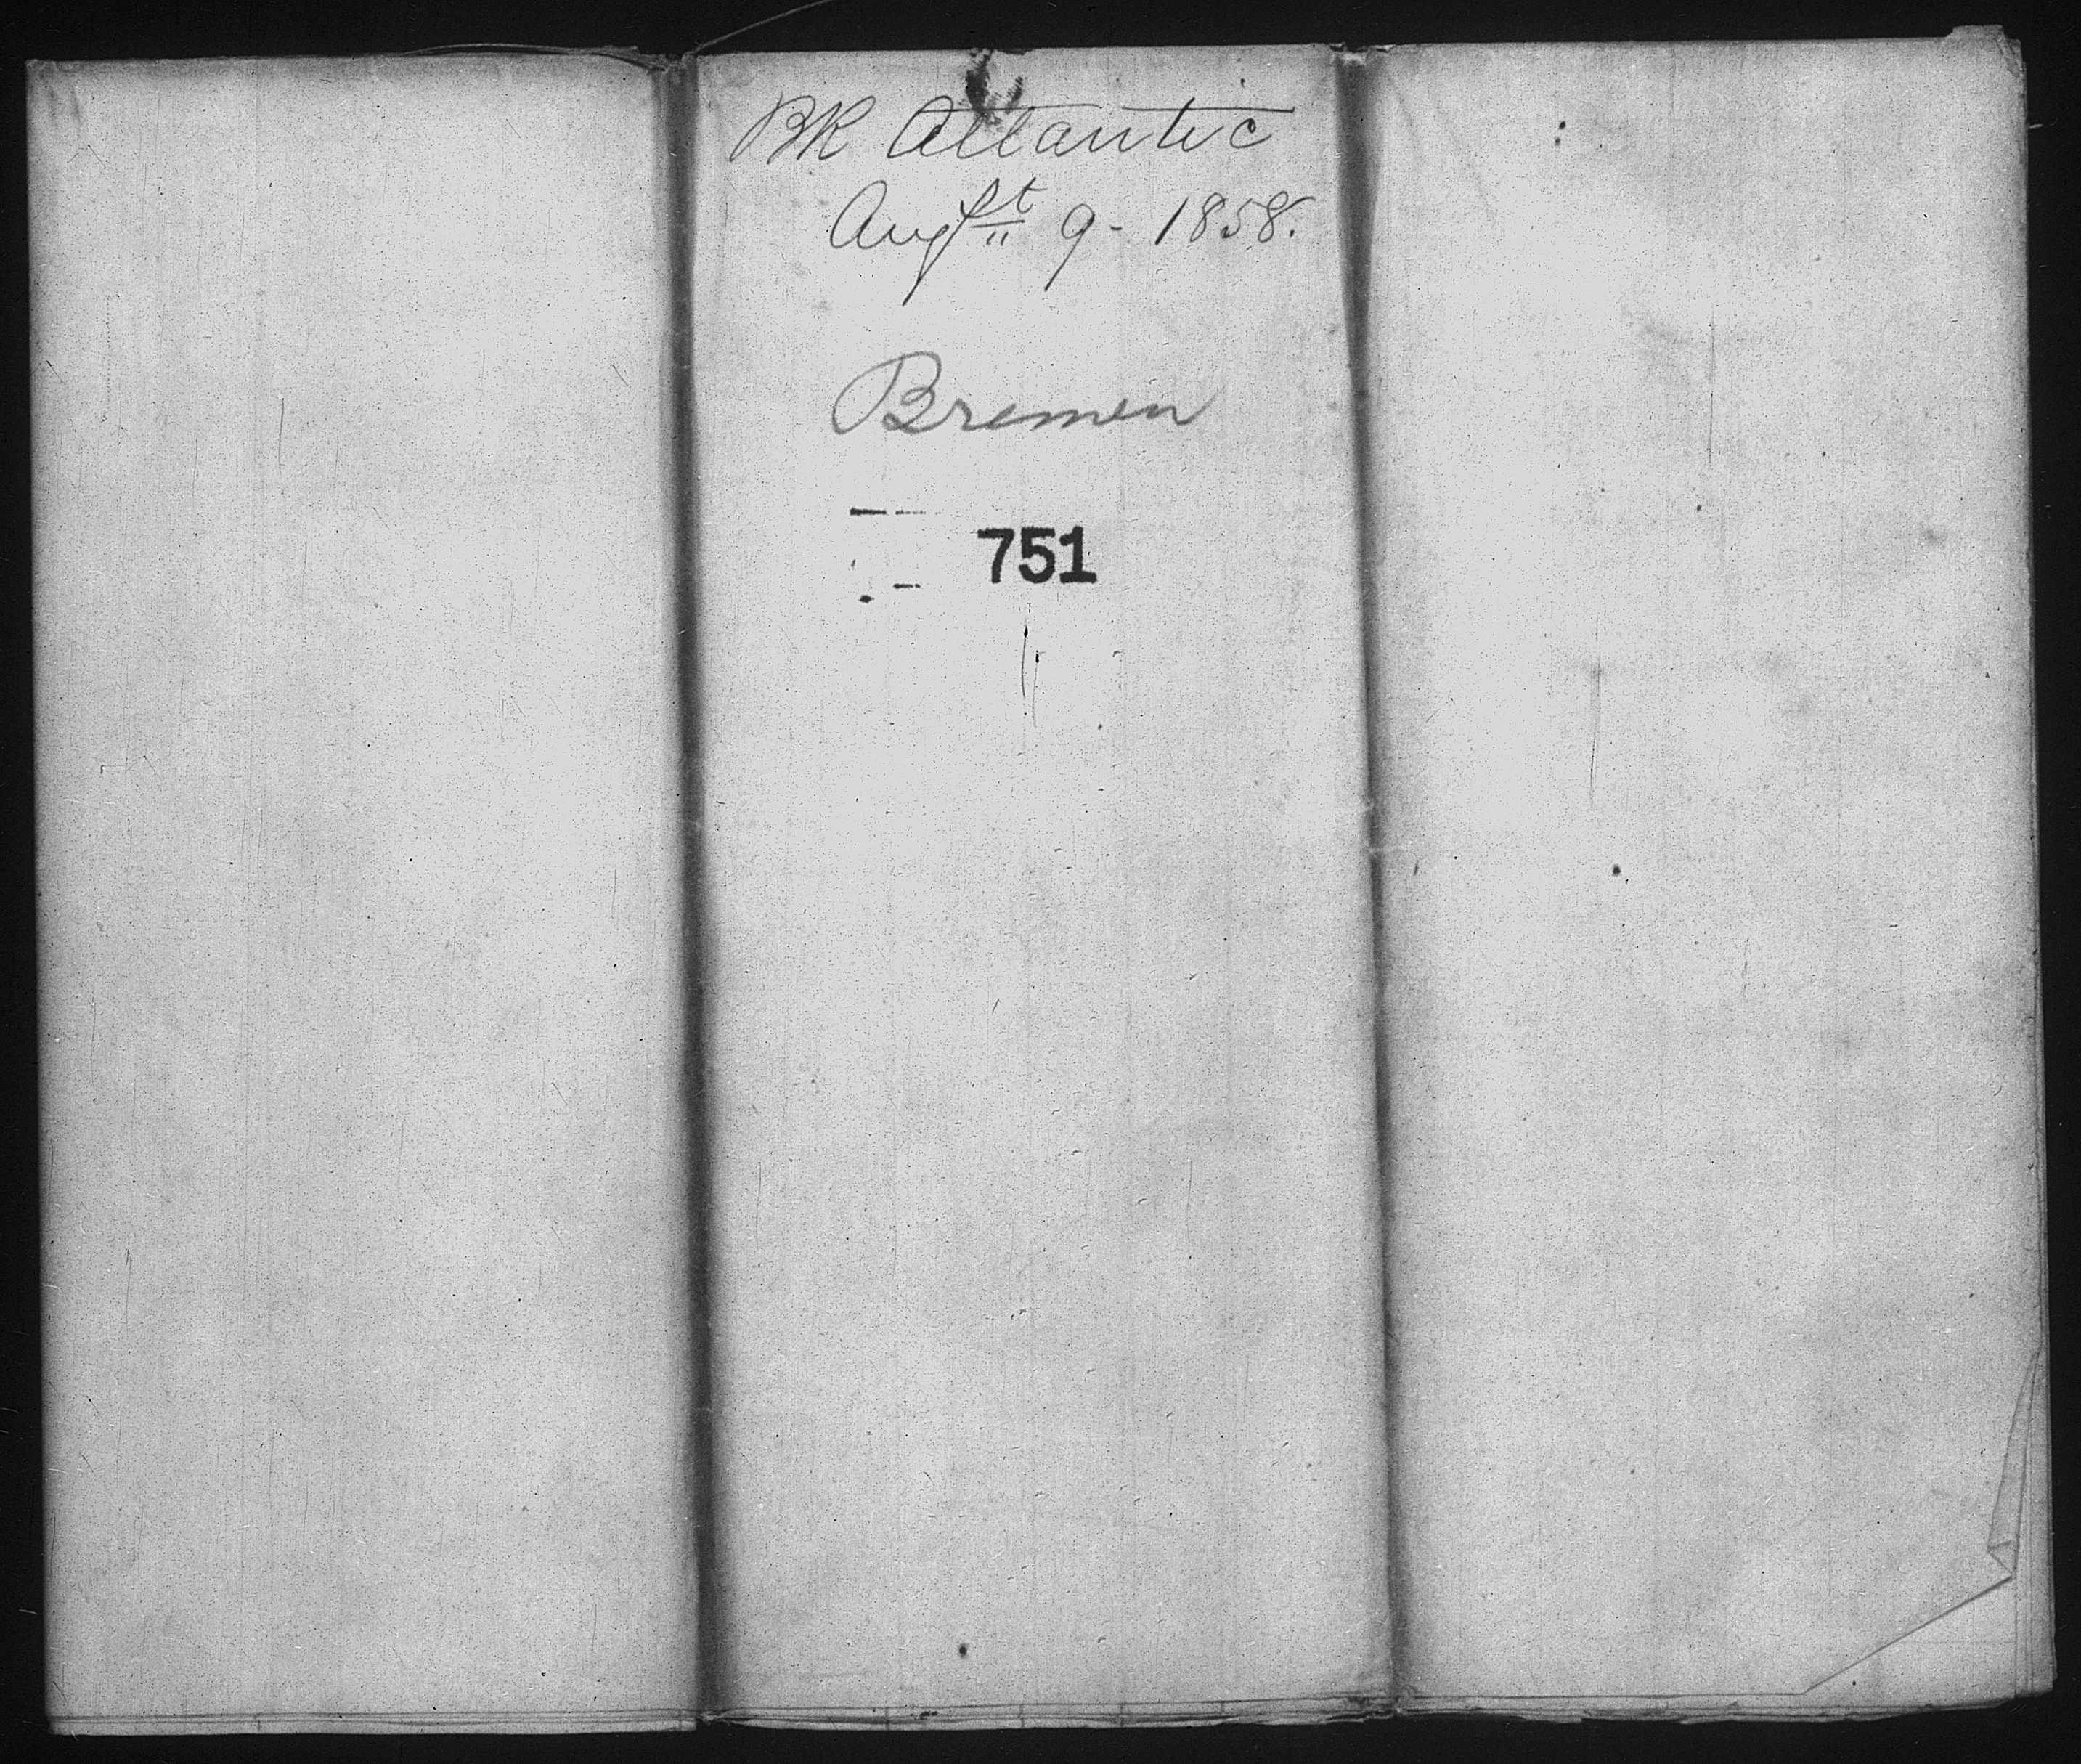 BK Atlantic
Augst 9 - 1858.
Bremen
751